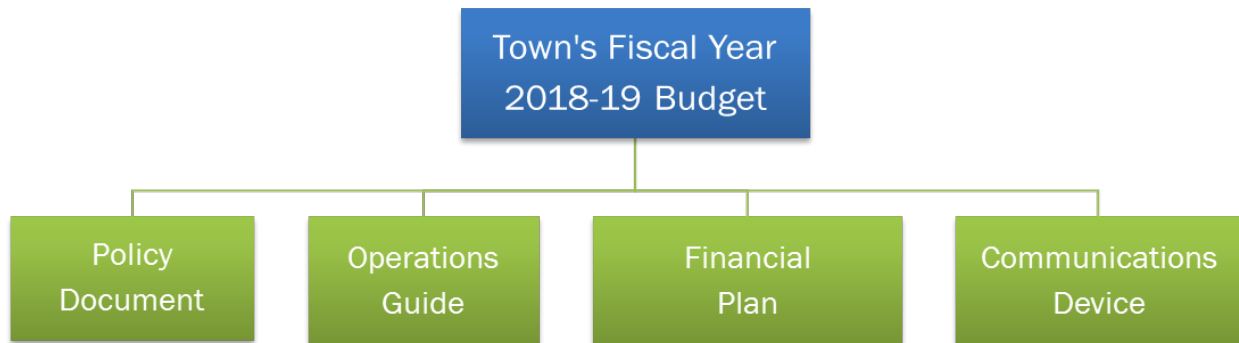 Town's Fiscal Year
2018-19 Budget
Policy
Document
Operations
Guide
Financial
Plan
Communications
Device